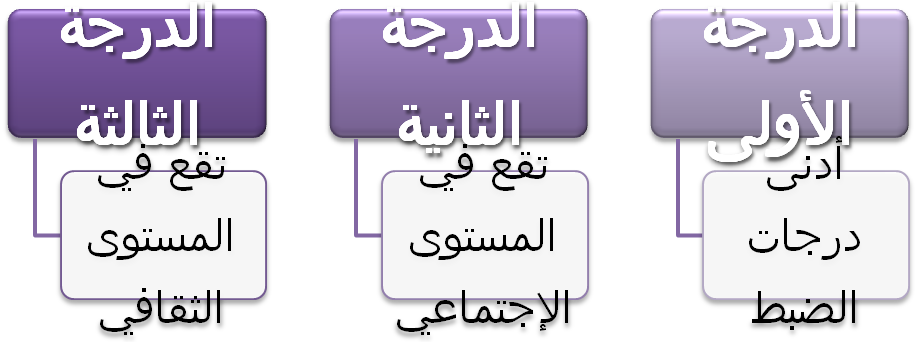 الدرجة
الأولى
أدنى
درجات
الضبط
الدرجة
الثانية
تقع في
المستوى
الإجتماعي
الدرجة
الثالثة
تقع في
المستوى
الثقافي